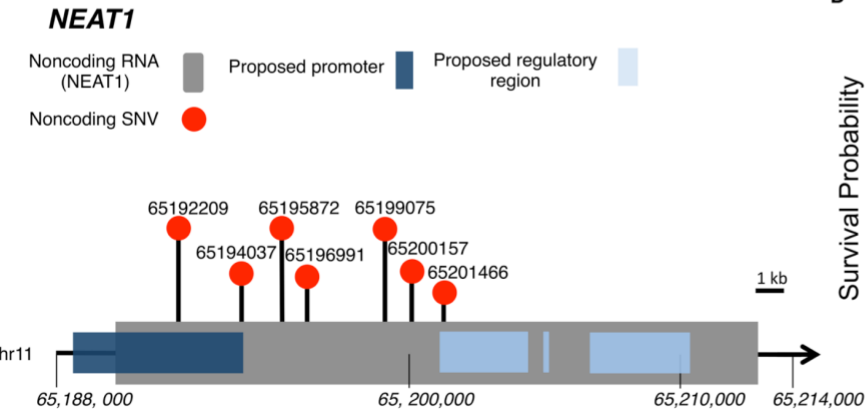 NEAT1
Noncoding RNA
(NEAT1)
Proposed promoter
Proposed regulatory
region
Noncoding SNV
65192209
65195872
65199075
65194037
65196991
65200157
65201466
1 kb
hr11
65,188, 000
65, 200,000
65,210,000
65,214,000
Survival Probability